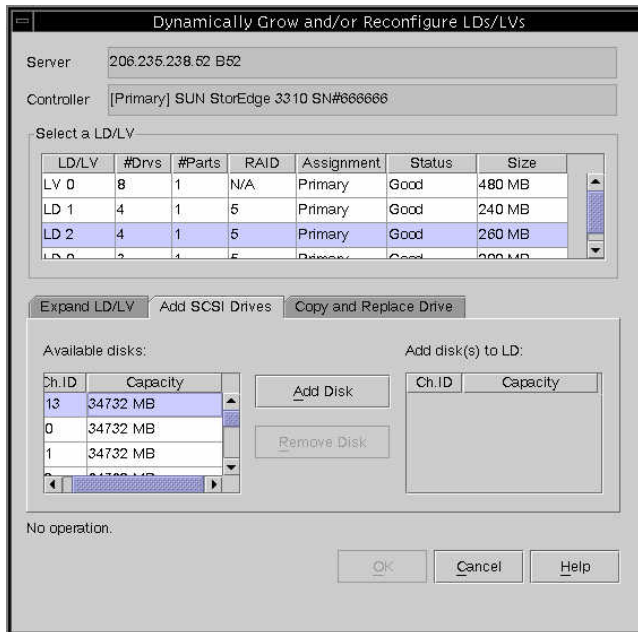 Dynamically Grow and/or Reconfigure LDs/LVs
Server 206.235.238.52 B52
Controller [Primary] SUN StorEdge 3310 SN#666666
Select a LD/LV
LD/LV #Drvs #Parts RAID Assignment Status Size
LV 0 8 1 N/A Primary Good 480 MB
LD 1 4 1 5 Primary Good 240 MB
LD 2 4 1 5 Primary Good 260 MB
Expand LD/LV Add SCSI Drives Copy and Replace Drive
Available disks: Add disk(s) to LD:
Ch.ID Capacity Ch.ID Capacity
13 34732 MB
0 34732 MB
1 34732 MB
Add Disk
Remove Disk
No operation.
OK Cancel Help